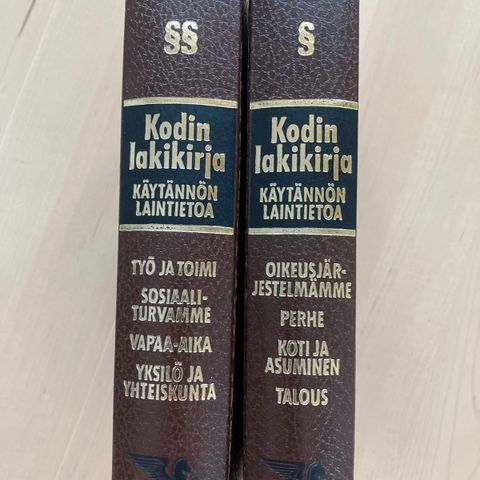 §§
Kodin
lakikirja
KÄYTÄNNÖN
LAINTIETOA
TYÖ JA TOIMI
SOSIAALI-
TURVAMME
VAPAA-AIKA
YKSILÖ JA
YHTEISKUNTA
§
Kodin
lakikirja
KÄYTÄNNÖN
LAINTIETOA
OIKEUSJÄR-
JESTELMÄMME
PERHE
KOTI JA
ASUMINEN
TALOUS